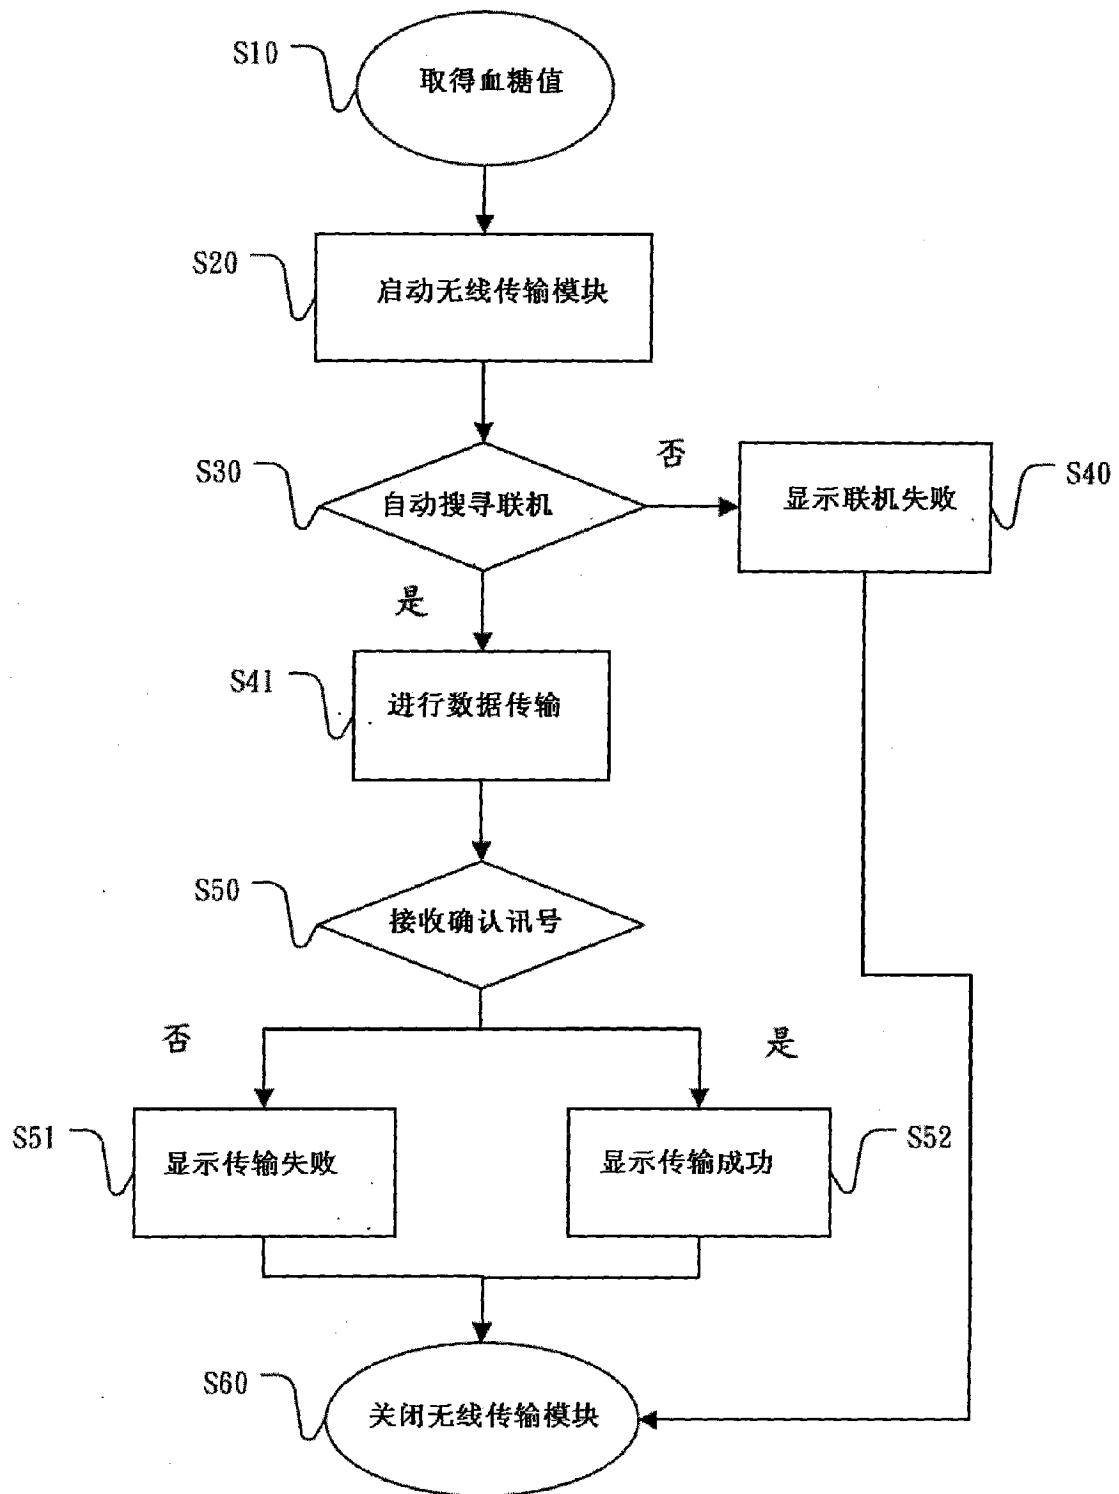 S10
取得血糖值
S20
启动无线传输模块
S30
自动搜寻联机
否
显示联机失败
S40
是
S41
进行数据传输
S50
接收确认讯号
否
是
S51
显示传输失败
显示传输成功
S52
S60
关闭无线传输模块